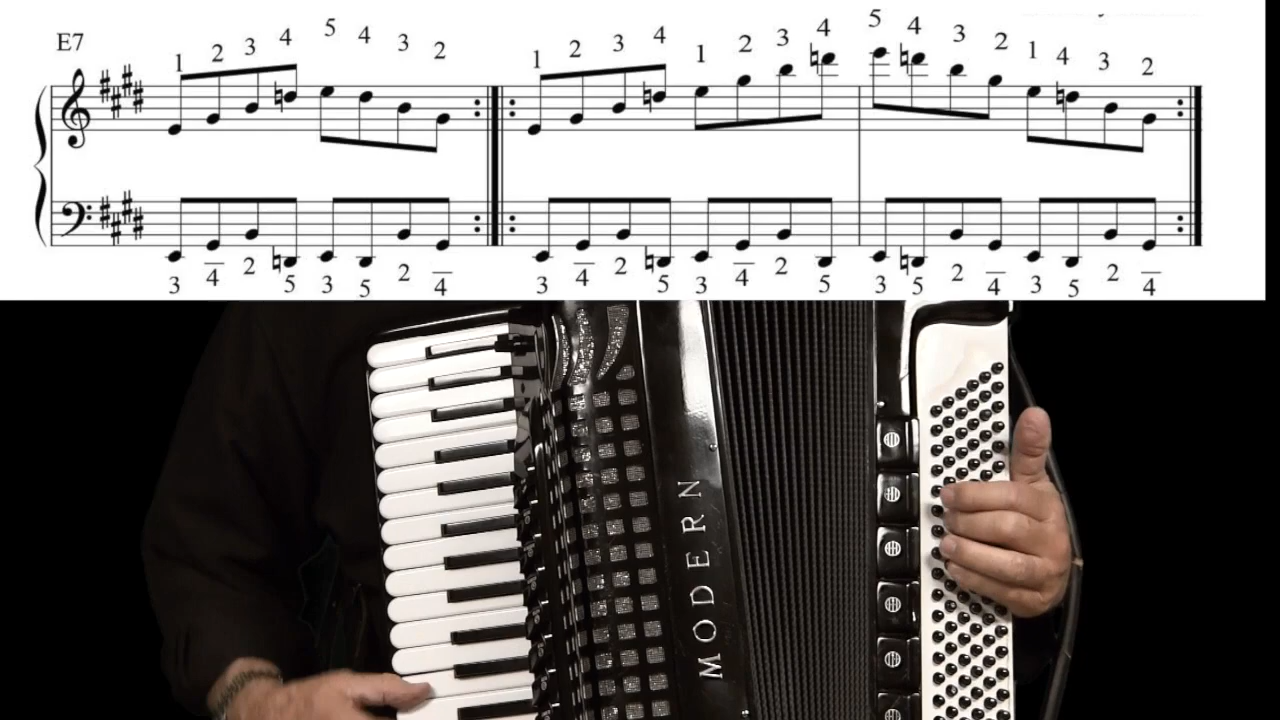 E7
1 2 3 4 5 4 3 2 1 2 3 4 1 2 3 4 5 4 3 2 1 4 3 2
3 4 2 5 3 5 2 4 3 4 2 5 3 4 2 5 3 5 2 4 3 5 2 4
MODERN